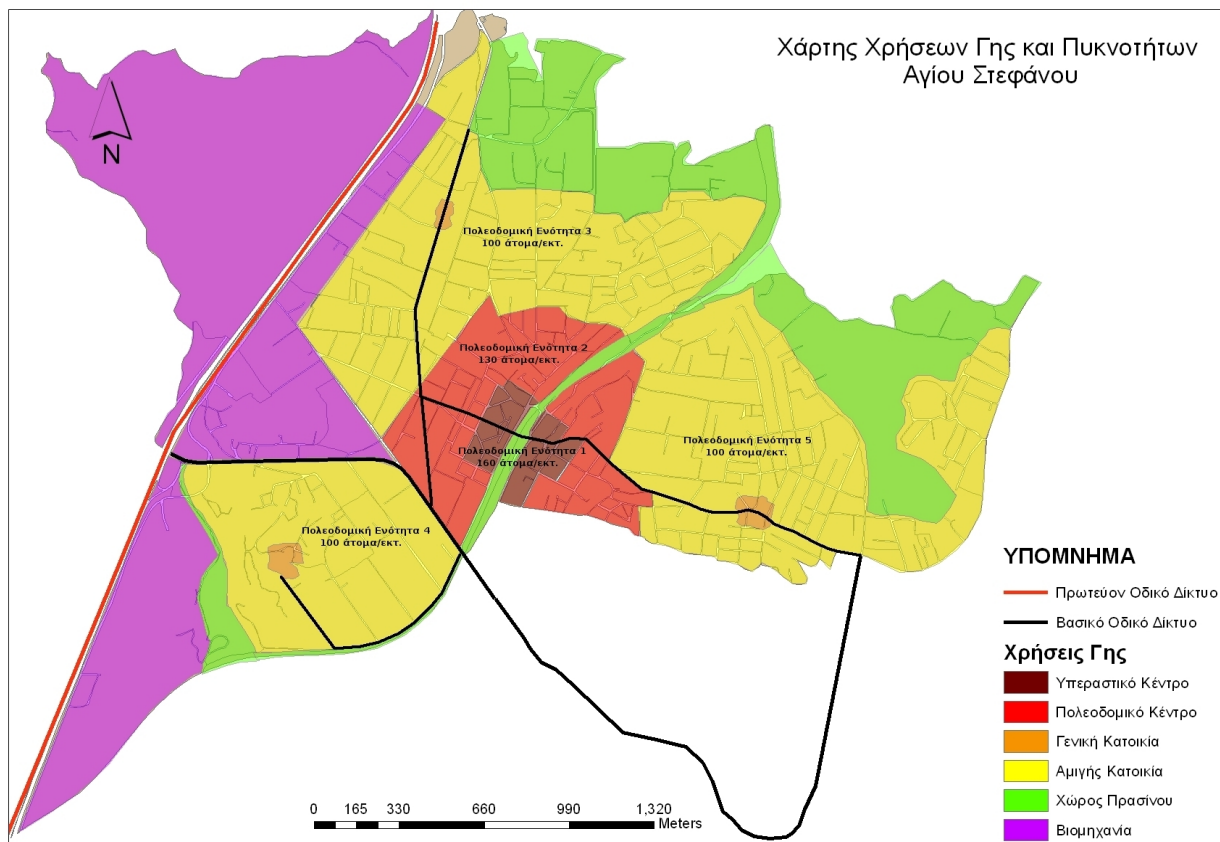 Χάρτης Χρήσεων Γης και Πυκνοτήτων
Αγίου Στεφάνου
N
Πολεοδομική Ενότητα 3
100 άτομα/εκτ.
Πολεοδομική Ενότητα 2
130 άτομα/εκτ.
Πολεοδομική Ενότητα 5
100 άτομα/εκτ.
Πολεοδομική Ενότητα 1
160 άτομα/εκτ.
Πολεοδομική Ενότητα 4
100 άτομα/εκτ.
ΥΠΟΜΝΗΜΑ
Πρωτεύον Οδικό Δίκτυο
Βασικό Οδικό Δίκτυο
Χρήσεις Γης
Υπεραστικό Κέντρο
Πολεοδομικό Κέντρο
Γενική Κατοικία
Αμιγής Κατοικία
Χώρος Πρασίνου
Βιομηχανία
0 165 330 660 990 1,320
Meters